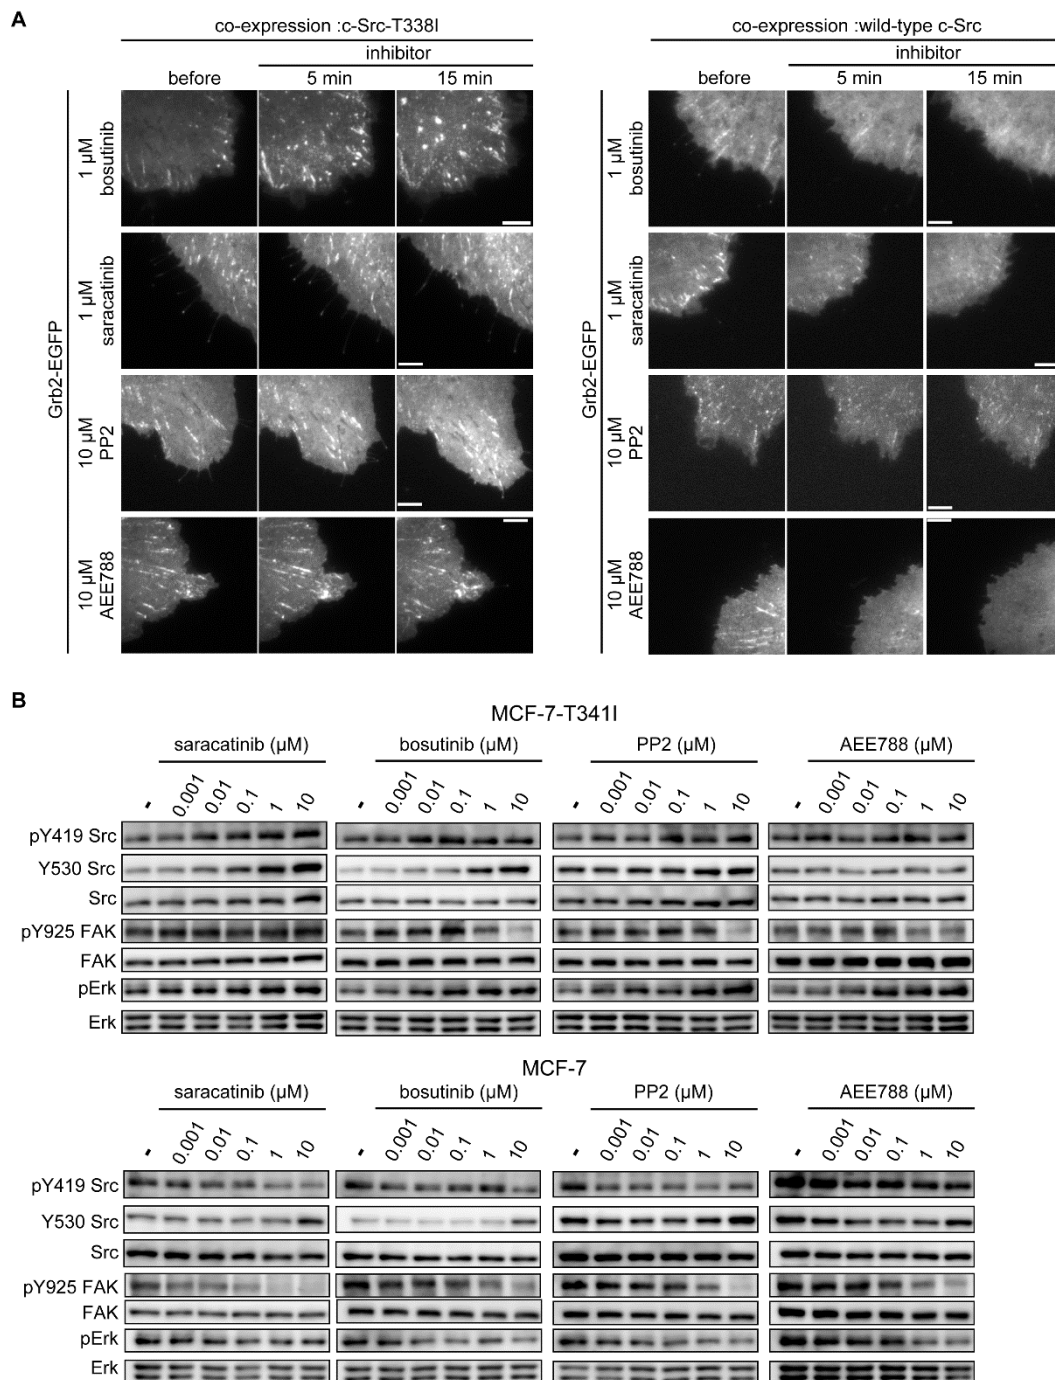 A
co-expression :c-Src-T338I
co-expression :wild-type c-Src
inhibitor
inhibitor
before
5 min
15 min
before
5 min
15 min
Grb2-EGFP
1 µM
bosutinib
1 µM
saracatinib
10 µM
PP2
10 µM
AEE788
Grb2-EGFP
1 µM
bosutinib
1 µM
saracatinib
10 µM
PP2
10 µM
AEE788
B
MCF-7-T341I
saracatinib (µM)
bosutinib (µM)
PP2 (µM)
AEE788 (µM)
- 0.001 0.01 0.1 1 10
- 0.001 0.01 0.1 1 10
- 0.001 0.01 0.1 1 10
- 0.001 0.01 0.1 1 10
pY419 Src
Y530 Src
Src
pY925 FAK
FAK
pErk
Erk
MCF-7
saracatinib (µM)
bosutinib (µM)
PP2 (µM)
AEE788 (µM)
- 0.001 0.01 0.1 1 10
- 0.001 0.01 0.1 1 10
- 0.001 0.01 0.1 1 10
- 0.001 0.01 0.1 1 10
pY419 Src
Y530 Src
Src
pY925 FAK
FAK
pErk
Erk